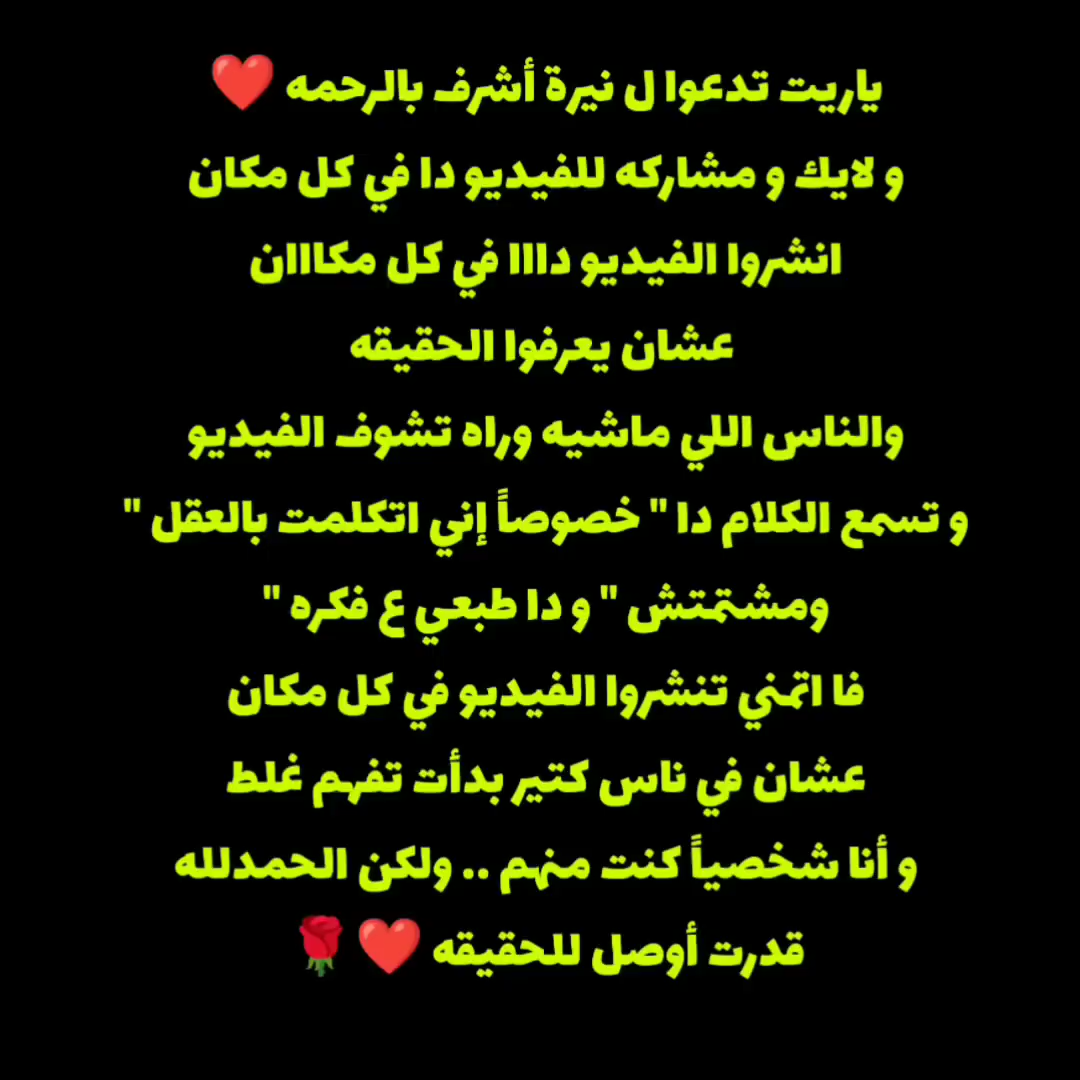 ياريت تدعوا ل نيرة أشرف بالرحمه ❤️
و لايك و مشاركه للفيديو دا في كل مكان
انشروا الفيديو دااا في كل مكااان
عشان يعرفوا الحقيقه
والناس اللي ماشيه وراه تشوف الفيديو
و تسمع الكلام دا " خصوصاً إني اتكلمت بالعقل "
ومشتمتش " و دا طبعي ع فكره "
فا اتمني تنشروا الفيديو في كل مكان
عشان في ناس كتير بدأت تفهم غلط
و أنا شخصياً كنت منهم .. ولكن الحمدلله
قدرت أوصل للحقيقه ❤️🌹